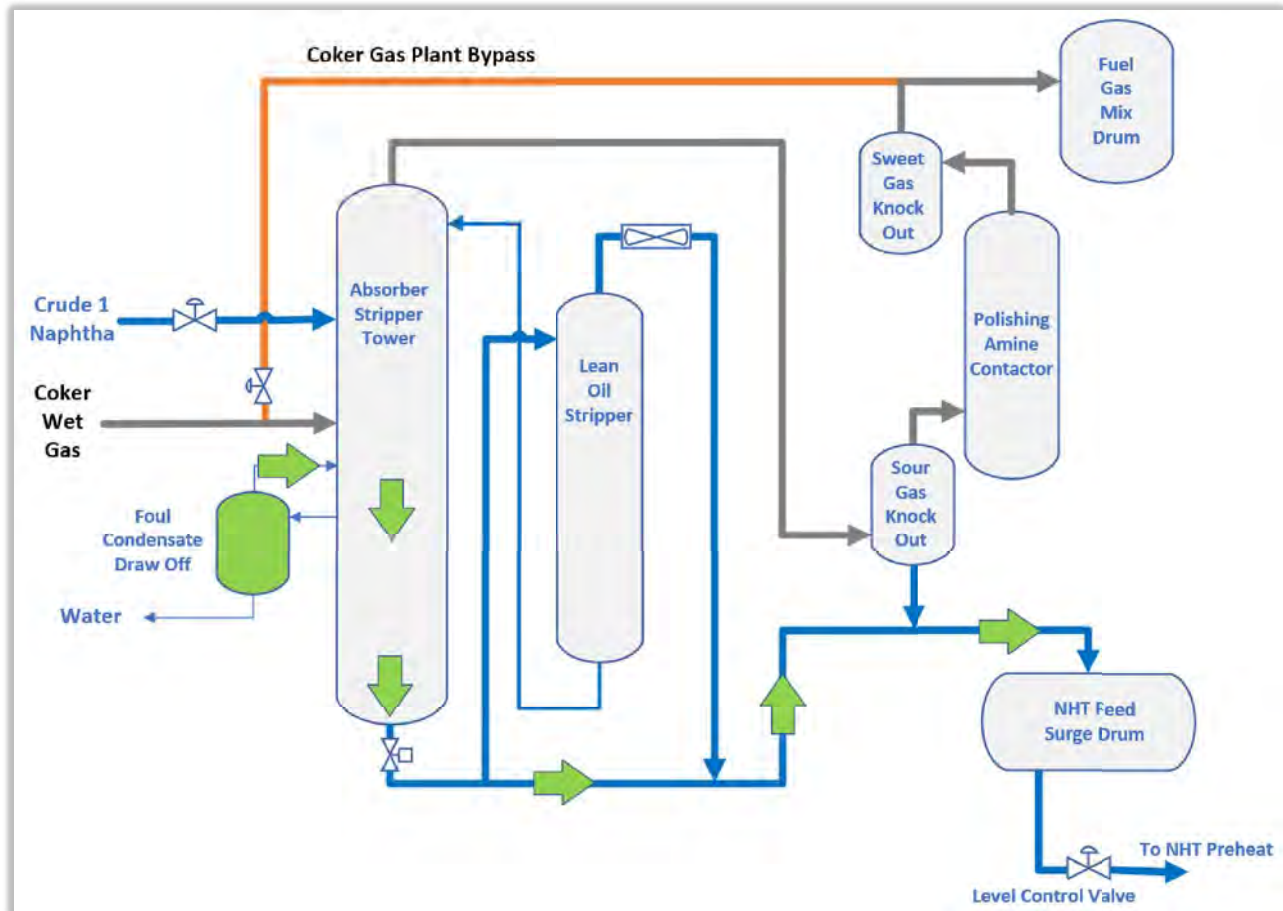 Coker Gas Plant Bypass
Fuel
Gas
Mix
Drum
Sweet
Gas
Knock
Out
Crude 1
Naphtha
Absorber
Stripper
Tower
Polishing
Amine
Contactor
Lean
Oil
Stripper
Coker
Wet
Gas
Sour
Gas
Knock
Out
Foul
Condensate
Draw Off
Water
NHT Feed
Surge Drum
To NHT Preheat
Level Control Valve